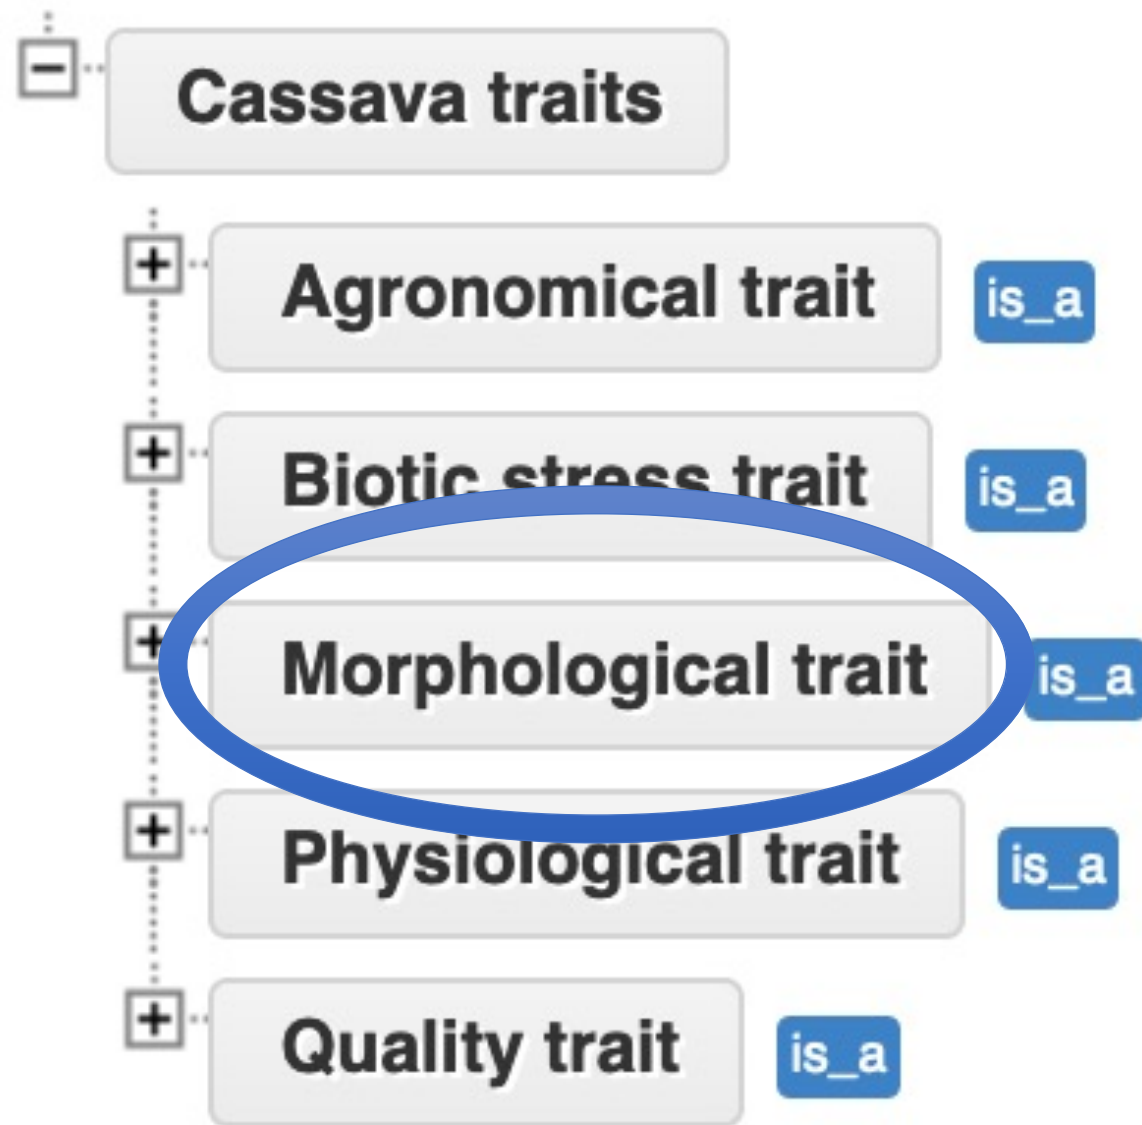 Cassava traits
Agronomical trait is_a
Biotic stress trait is_a
Morphological trait is_a
Physiological trait is_a
Quality trait is_a